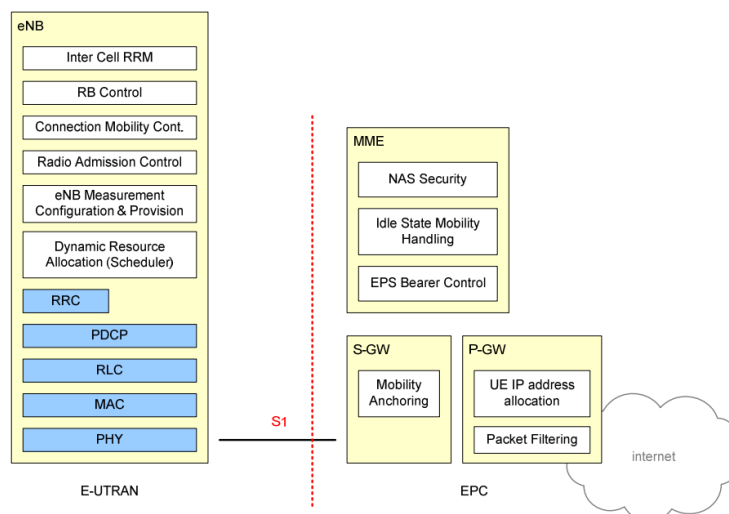 eNB
Inter Cell RRM
RB Control
Connection Mobility Cont.
Radio Admission Control
eNB Measurement
Configuration & Provision
Dynamic Resource
Allocation (Scheduler)
RRC
PDCP
RLC
MAC
PHY
S1
MME
NAS Security
Idle State Mobility
Handling
EPS Bearer Control
S-GW
Mobility
Anchoring
P-GW
UE IP address
allocation
Packet Filtering
internet
E-UTRAN
EPC